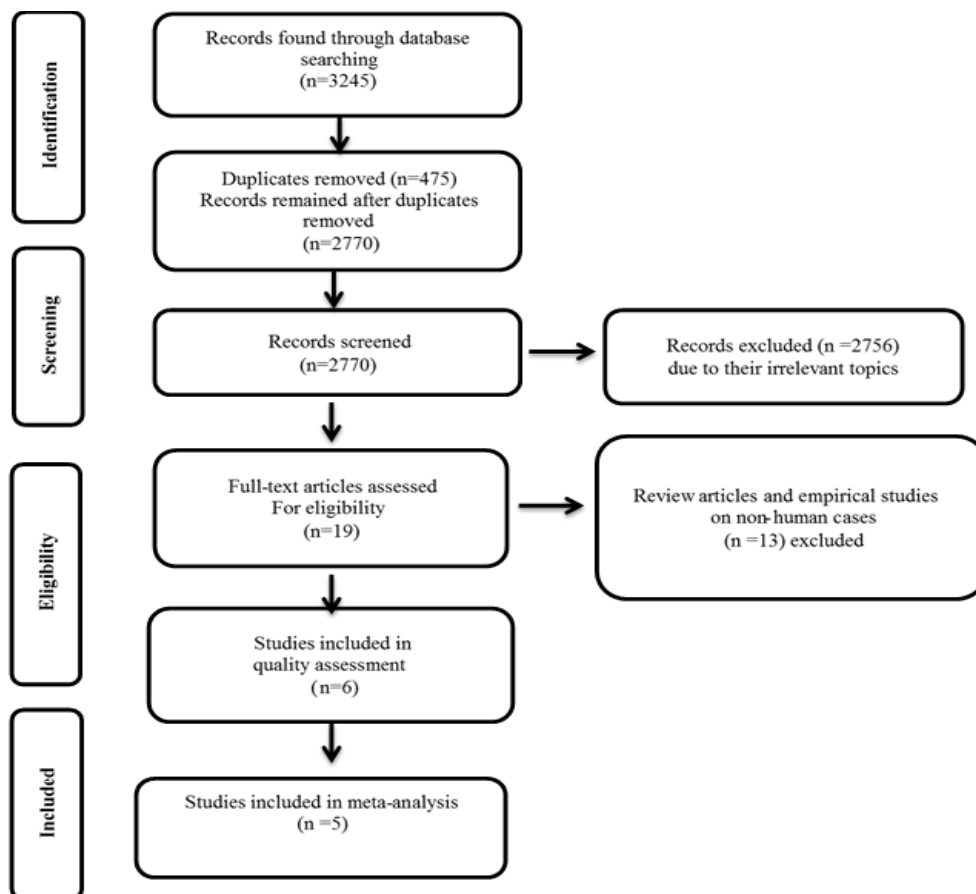 Identification
Records found through database
searching
(n=3245)
Duplicates removed (n=475)
Records remained after duplicates
removed
(n=2770)
Screening
Records screened
(n=2770)
Records excluded (n =2756)
due to their irrelevant topics
Eligibility
Full-text articles assessed
For eligibility
(n=19)
Review articles and empirical studies
on non-human cases
(n =13) excluded
Studies included in
quality assessment
(n=6)
Included
Studies included in meta-analysis
(n =5)